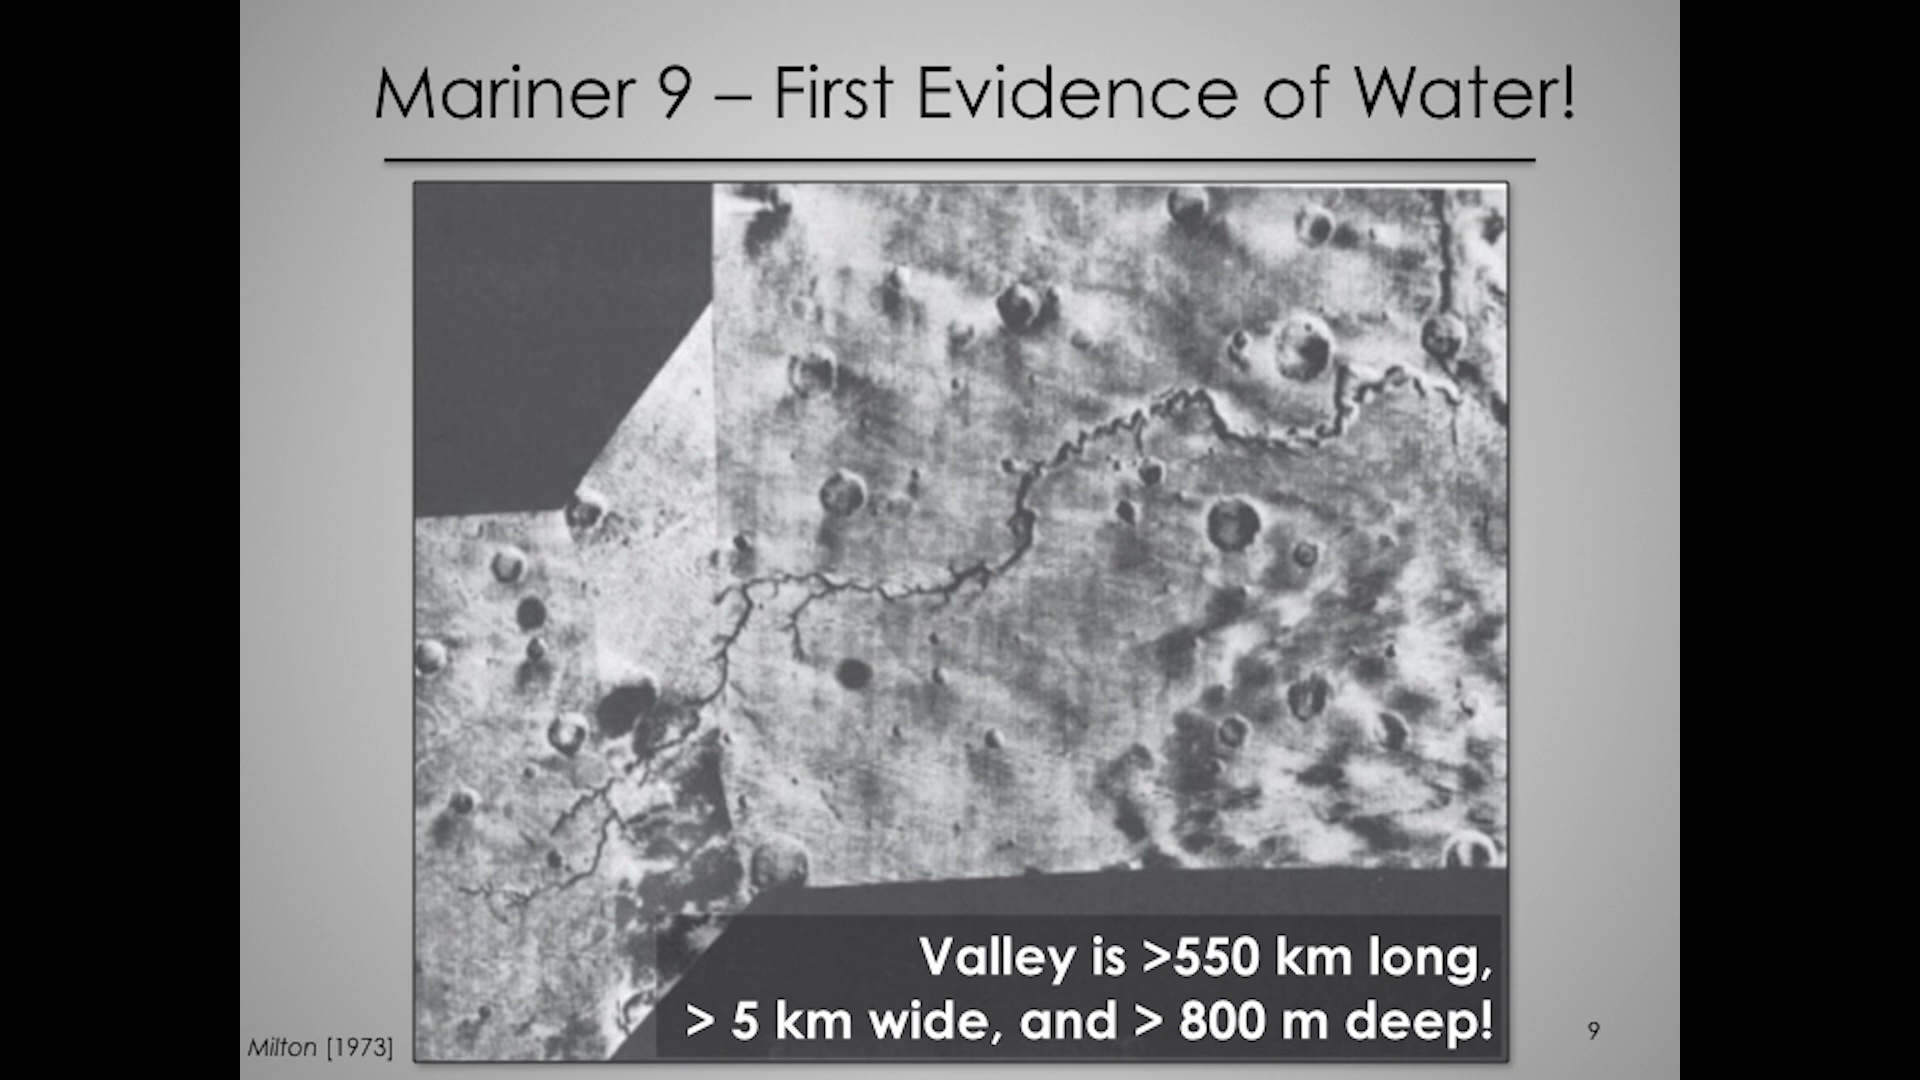 Mariner 9 – First Evidence of Water!
Valley is >550 km long,
> 5 km wide, and > 800 m deep!
Milton [1973]
9